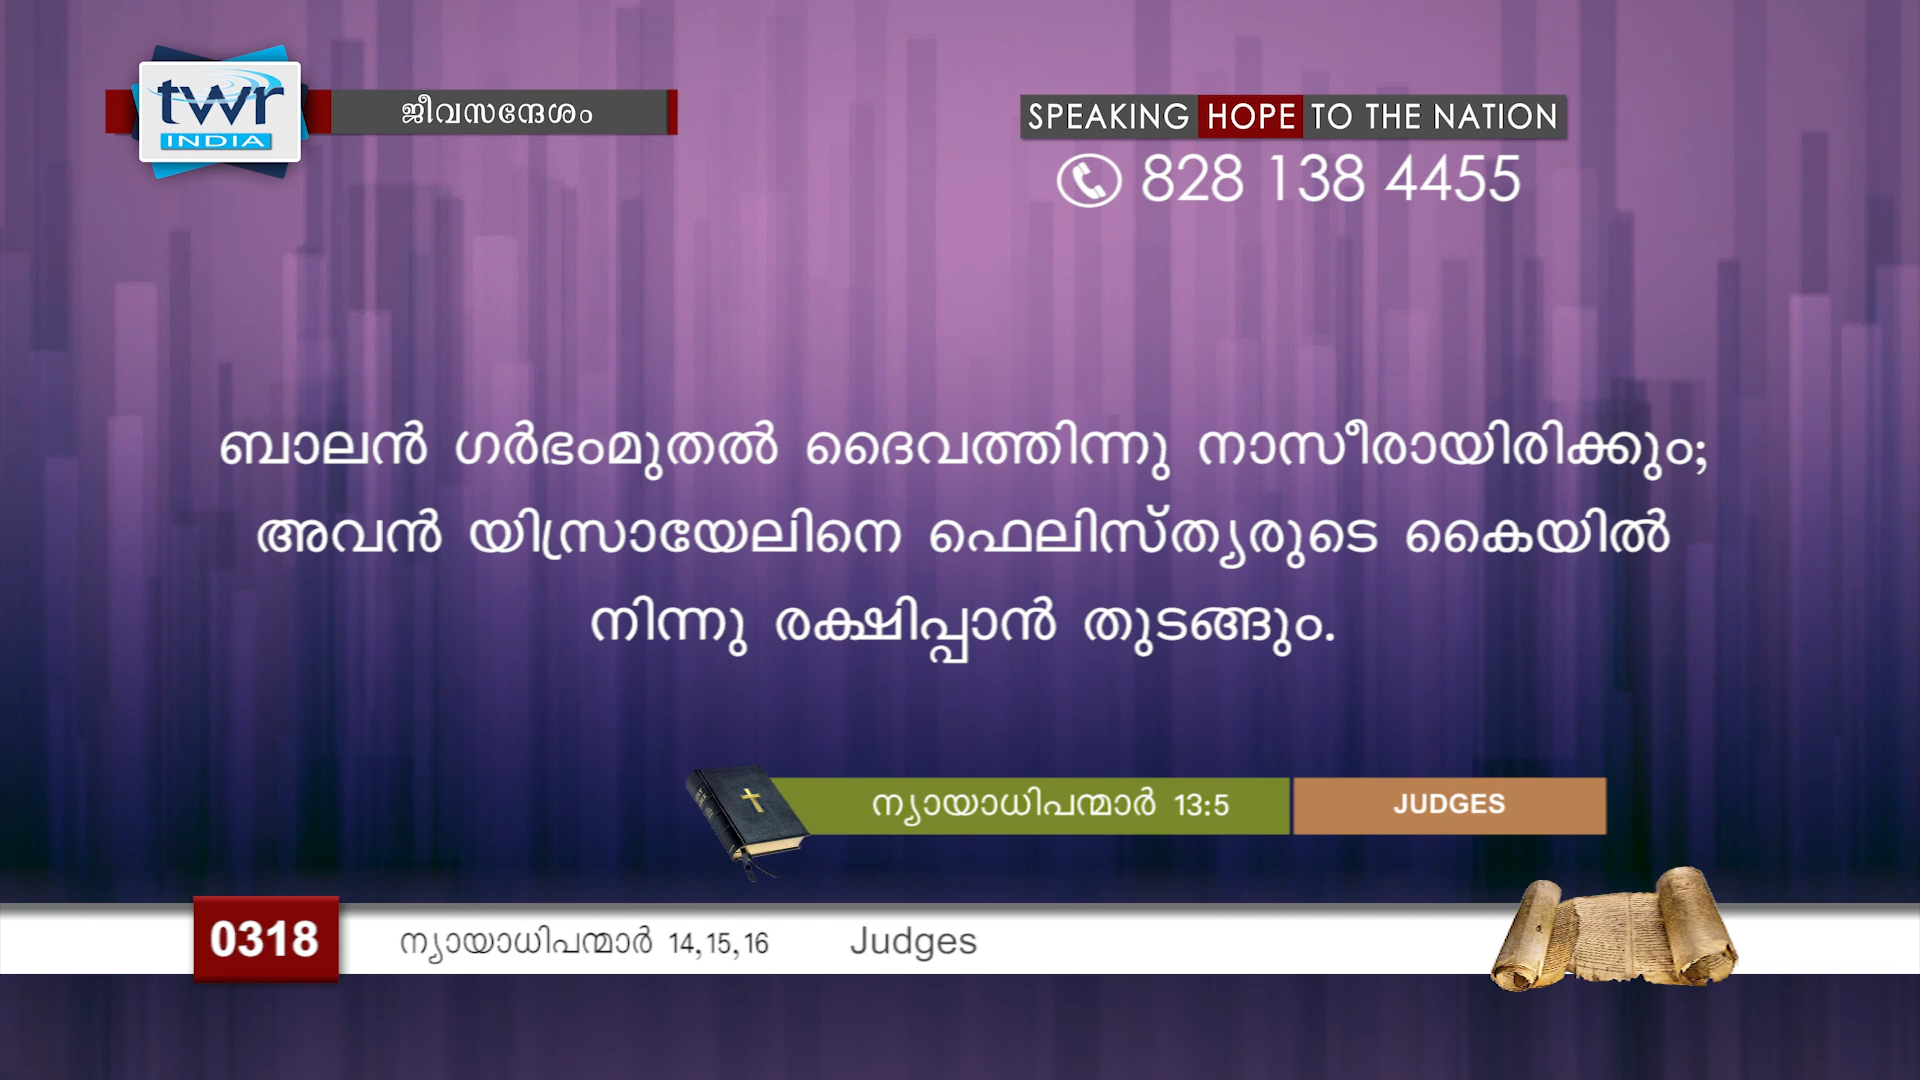 twr
INDIA
ജീവസന്ദേശം
SPEAKING HOPE TO THE NATION
828 138 4455
ബാലൻ ഗർഭംമുതൽ ദൈവത്തിന്നു നാസീരായിരിക്കും;
അവൻ യിസ്രായേലിനെ ഫെലിസ്ത്യരുടെ കൈയിൽ
നിന്നു രക്ഷിപ്പാൻ തുടങ്ങും.
ന്യായാധിപന്മാർ 13:5
JUDGES
0318
ന്യായാധിപന്മാർ 14,15,16 Judges